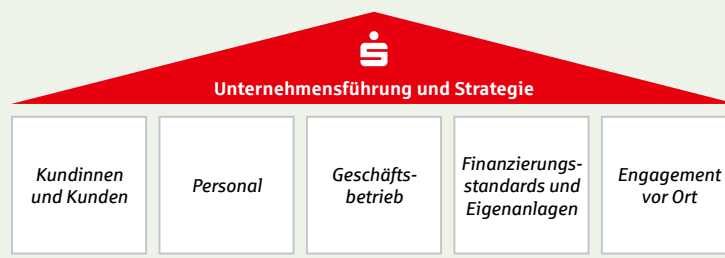 Unternehmensführung und Strategie
Kundinnen
und Kunden
Personal
Geschäfts-
betrieb
Finanzierungs-
standards und
Eigenanlagen
Engagement
vor Ort